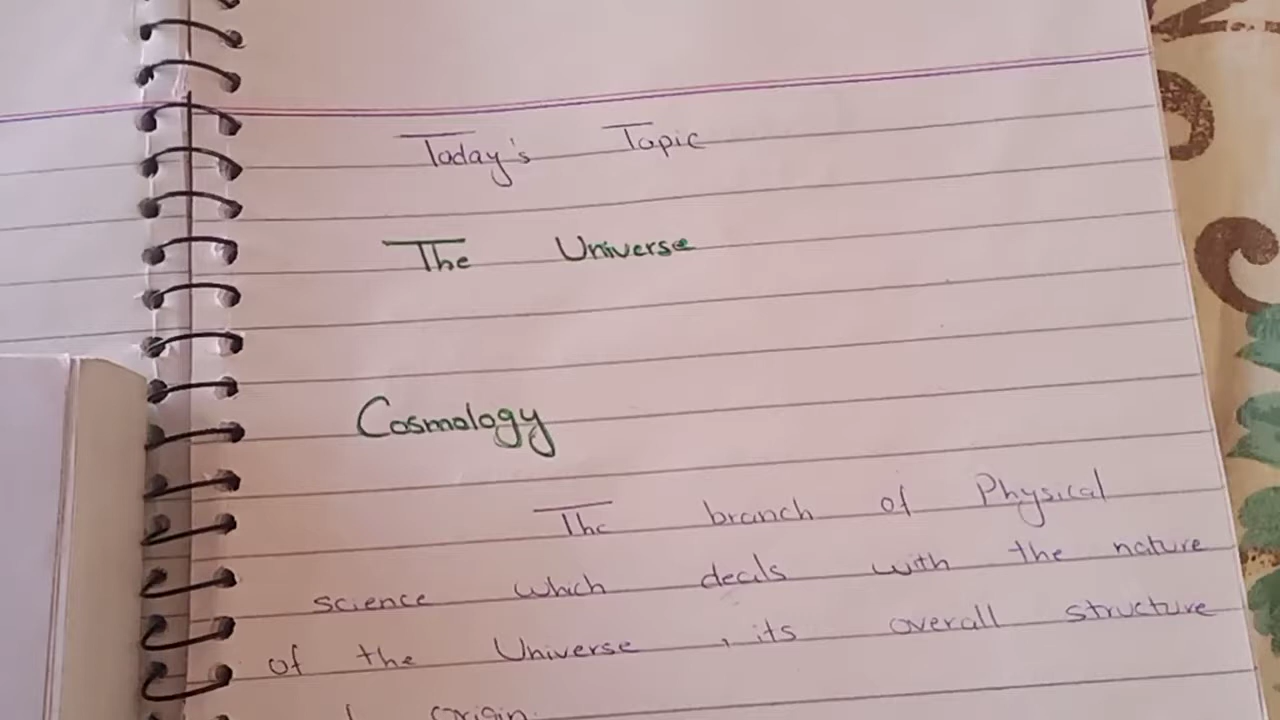 Today's Topic
The Universe
Cosmology
The branch of Physical
science which deals with the nature
of the Universe , its overall structure
origin.